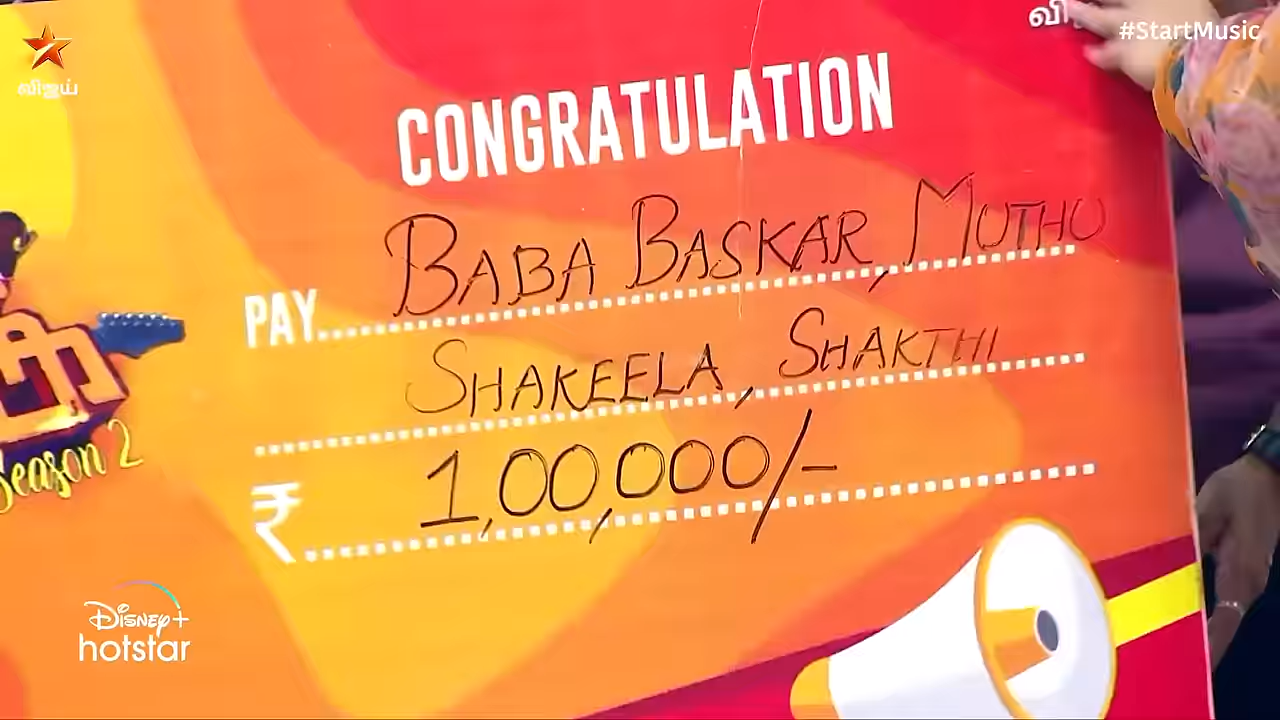 விஜய்
#StartMusic
CONGRATULATION
PAY BABA BASKAR, MUTHU
SHAKEELA, SHAKTHI
₹ 1,00,000/-
Season 2
Disney+
hotstar